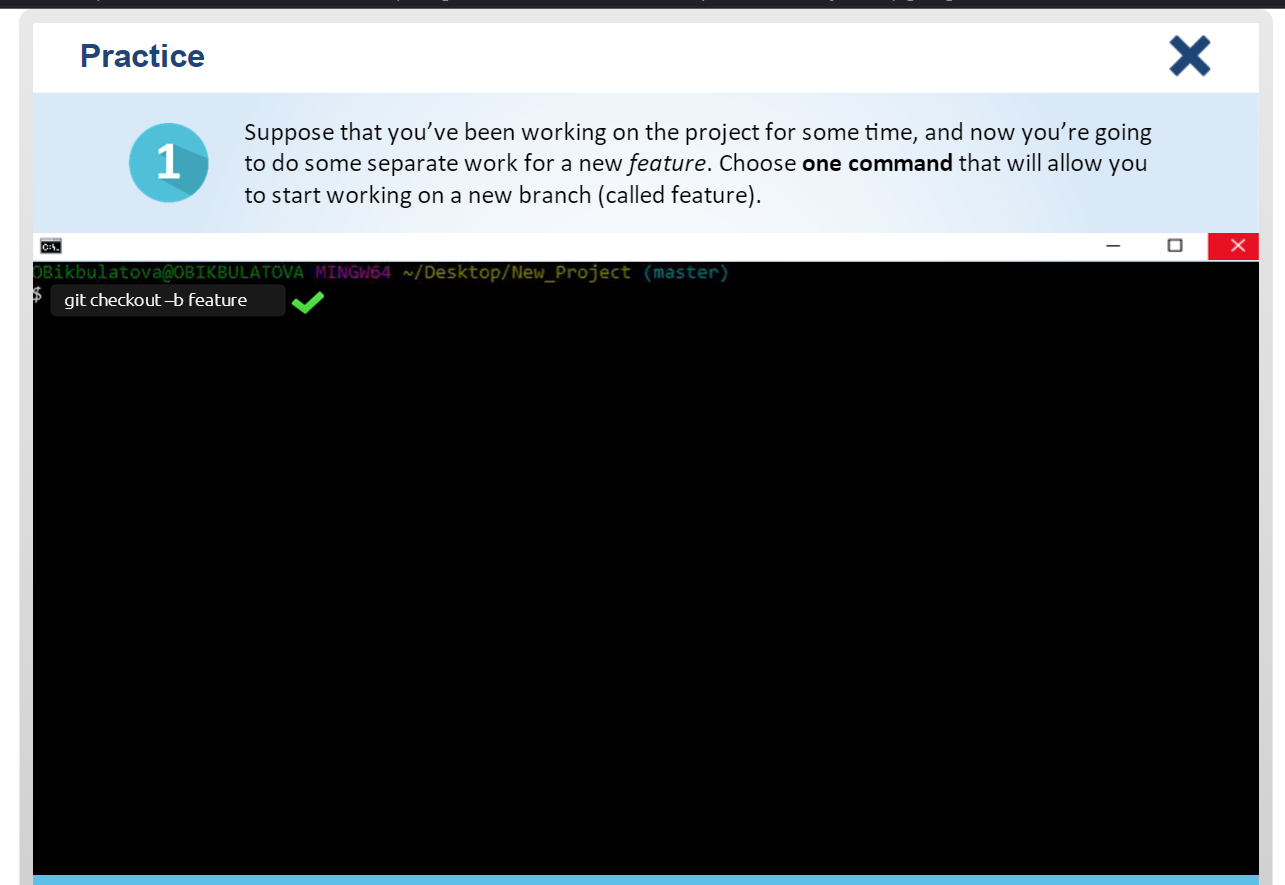 Practice
1
Suppose that you’ve been working on the project for some time, and now you’re going
to do some separate work for a new feature. Choose one command that will allow you
to start working on a new branch (called feature).
C:\.
OBikbulatova@OBIKBULATOVA MINGW64 ~/Desktop/New_Project (master)
$ git checkout –b feature